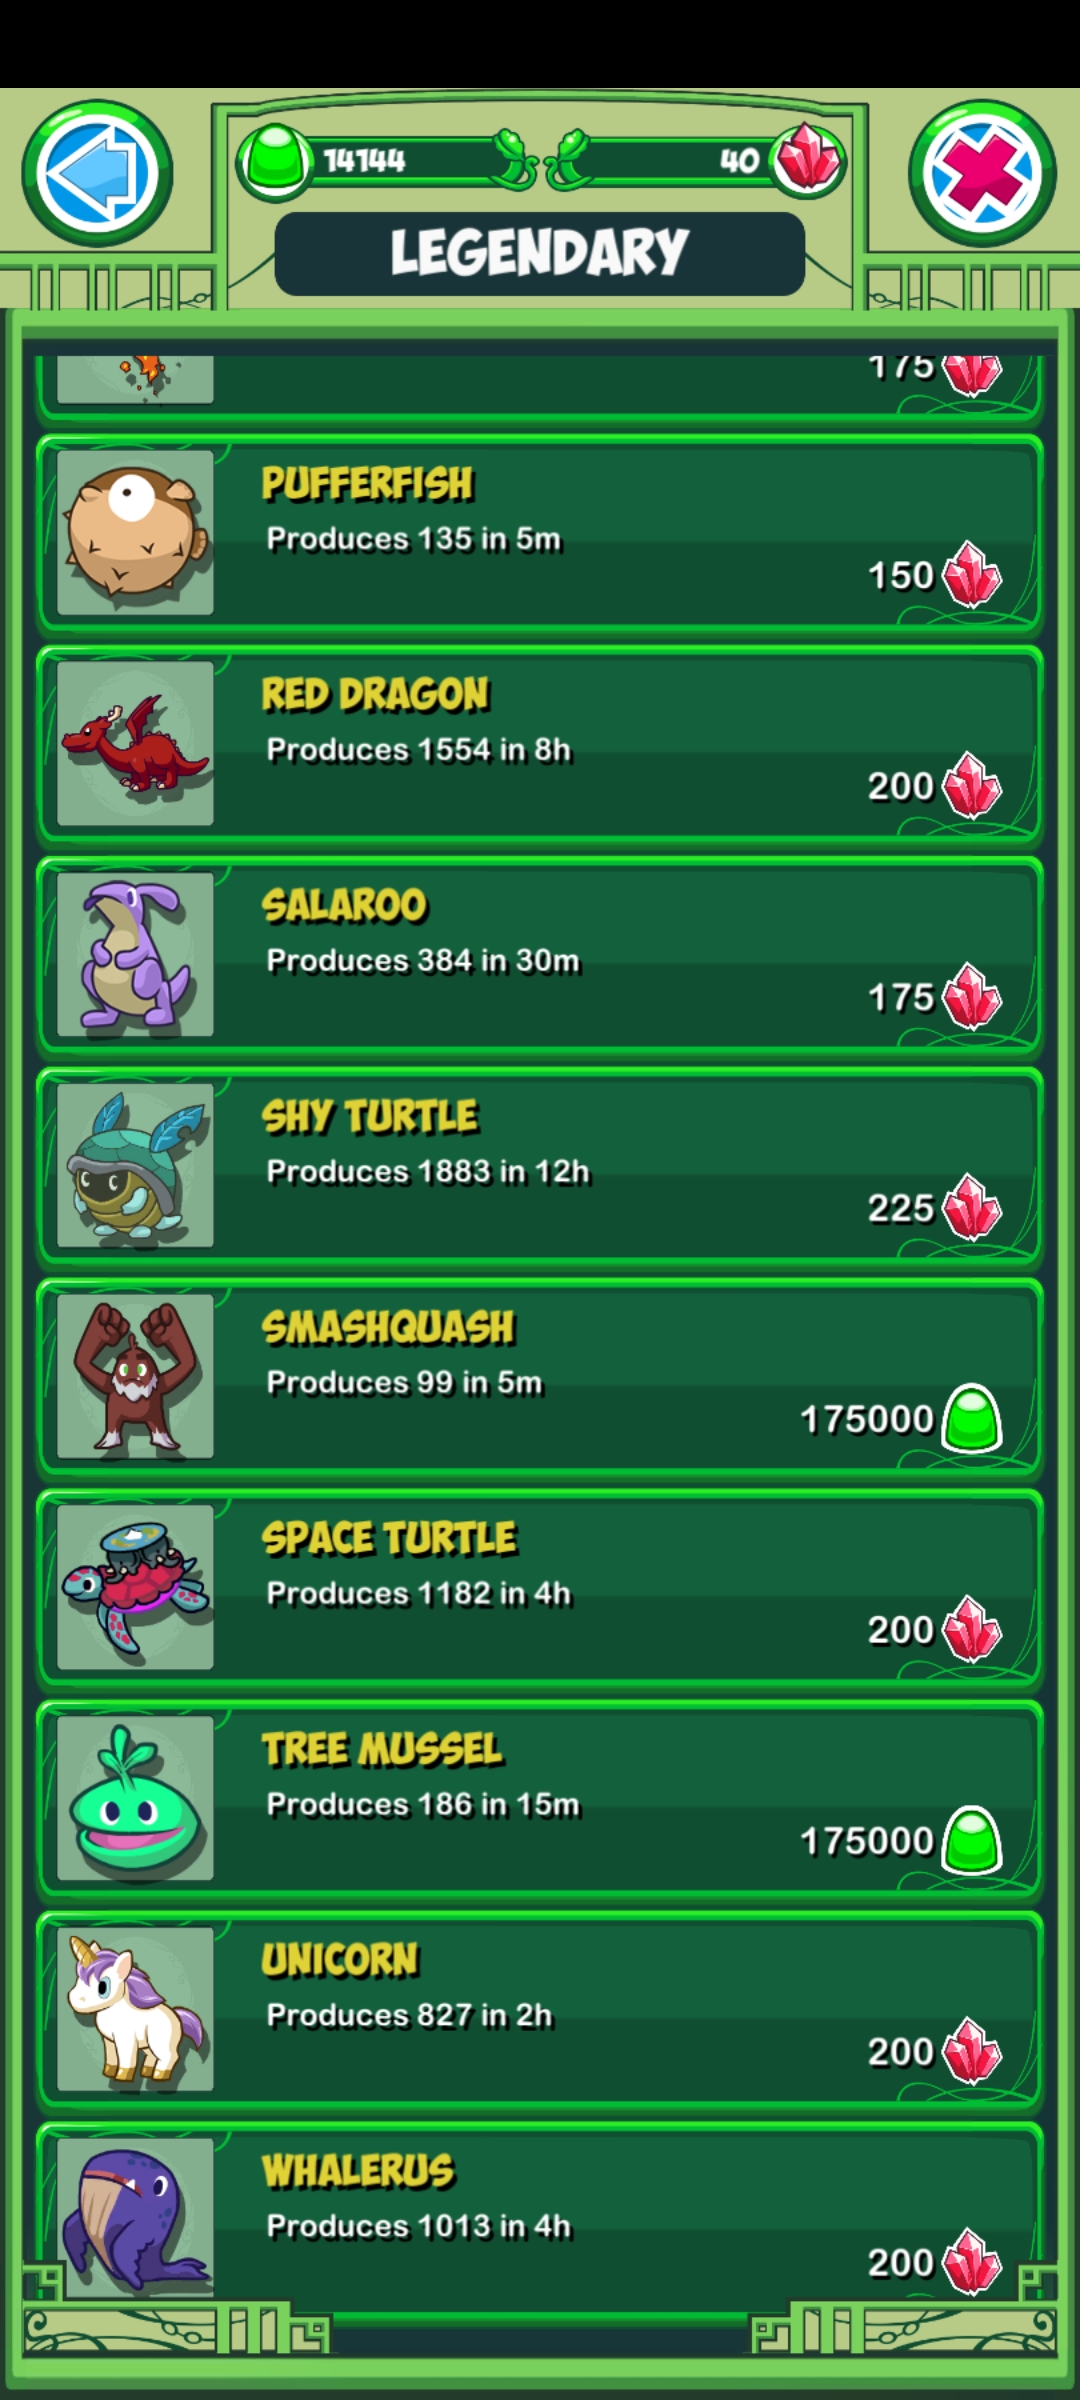 14144
40
LEGENDARY
175
PUFFERFISH
Produces 135 in 5m
150
RED DRAGON
Produces 1554 in 8h
200
SALAROO
Produces 384 in 30m
175
SHY TURTLE
Produces 1883 in 12h
225
SMASHQUASH
Produces 99 in 5m
175000
SPACE TURTLE
Produces 1182 in 4h
200
TREE MUSSEL
Produces 186 in 15m
175000
UNICORN
Produces 827 in 2h
200
WHALERUS
Produces 1013 in 4h
200